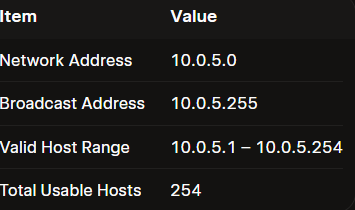 Item Value
Network Address 10.0.5.0
Broadcast Address 10.0.5.255
Valid Host Range 10.0.5.1 – 10.0.5.254
Total Usable Hosts 254